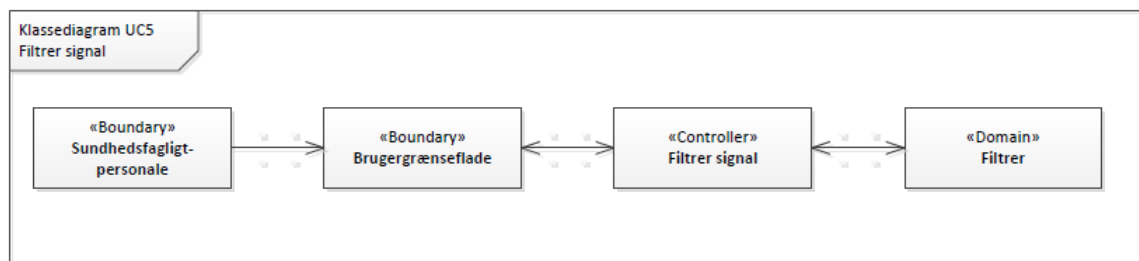 Klassediagram UC5
Filtrer signal
«Boundary»
Sundhedsfagligt-
personale
«Boundary»
Brugergrænseflade
«Controller»
Filtrer signal
«Domain»
Filtrer